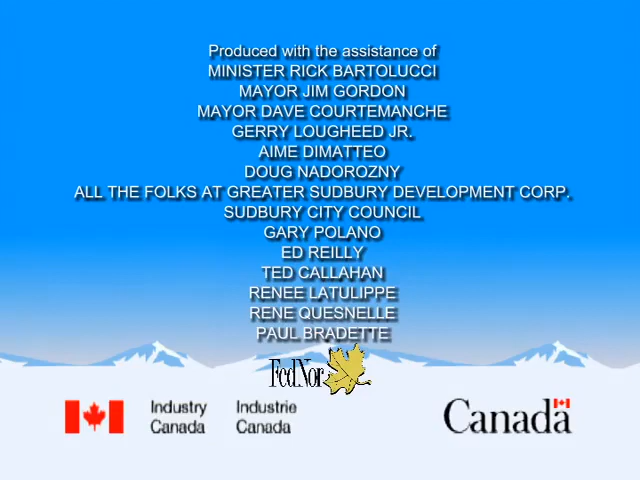 Produced with the assistance of
MINISTER RICK BARTOLUCCI
MAYOR JIM GORDON
MAYOR DAVE COURTEMANCHE
GERRY LOUGHEED JR.
AIME DIMATTEO
DOUG NADOROZNY
ALL THE FOLKS AT GREATER SUDBURY DEVELOPMENT CORP.
SUDBURY CITY COUNCIL
GARY POLANO
ED REILLY
TED CALLAHAN
RENEE LATULIPPE
RENE QUESNELLE
PAUL BRADETTE
FedNor
Industry Canada
Industrie Canada
Canada